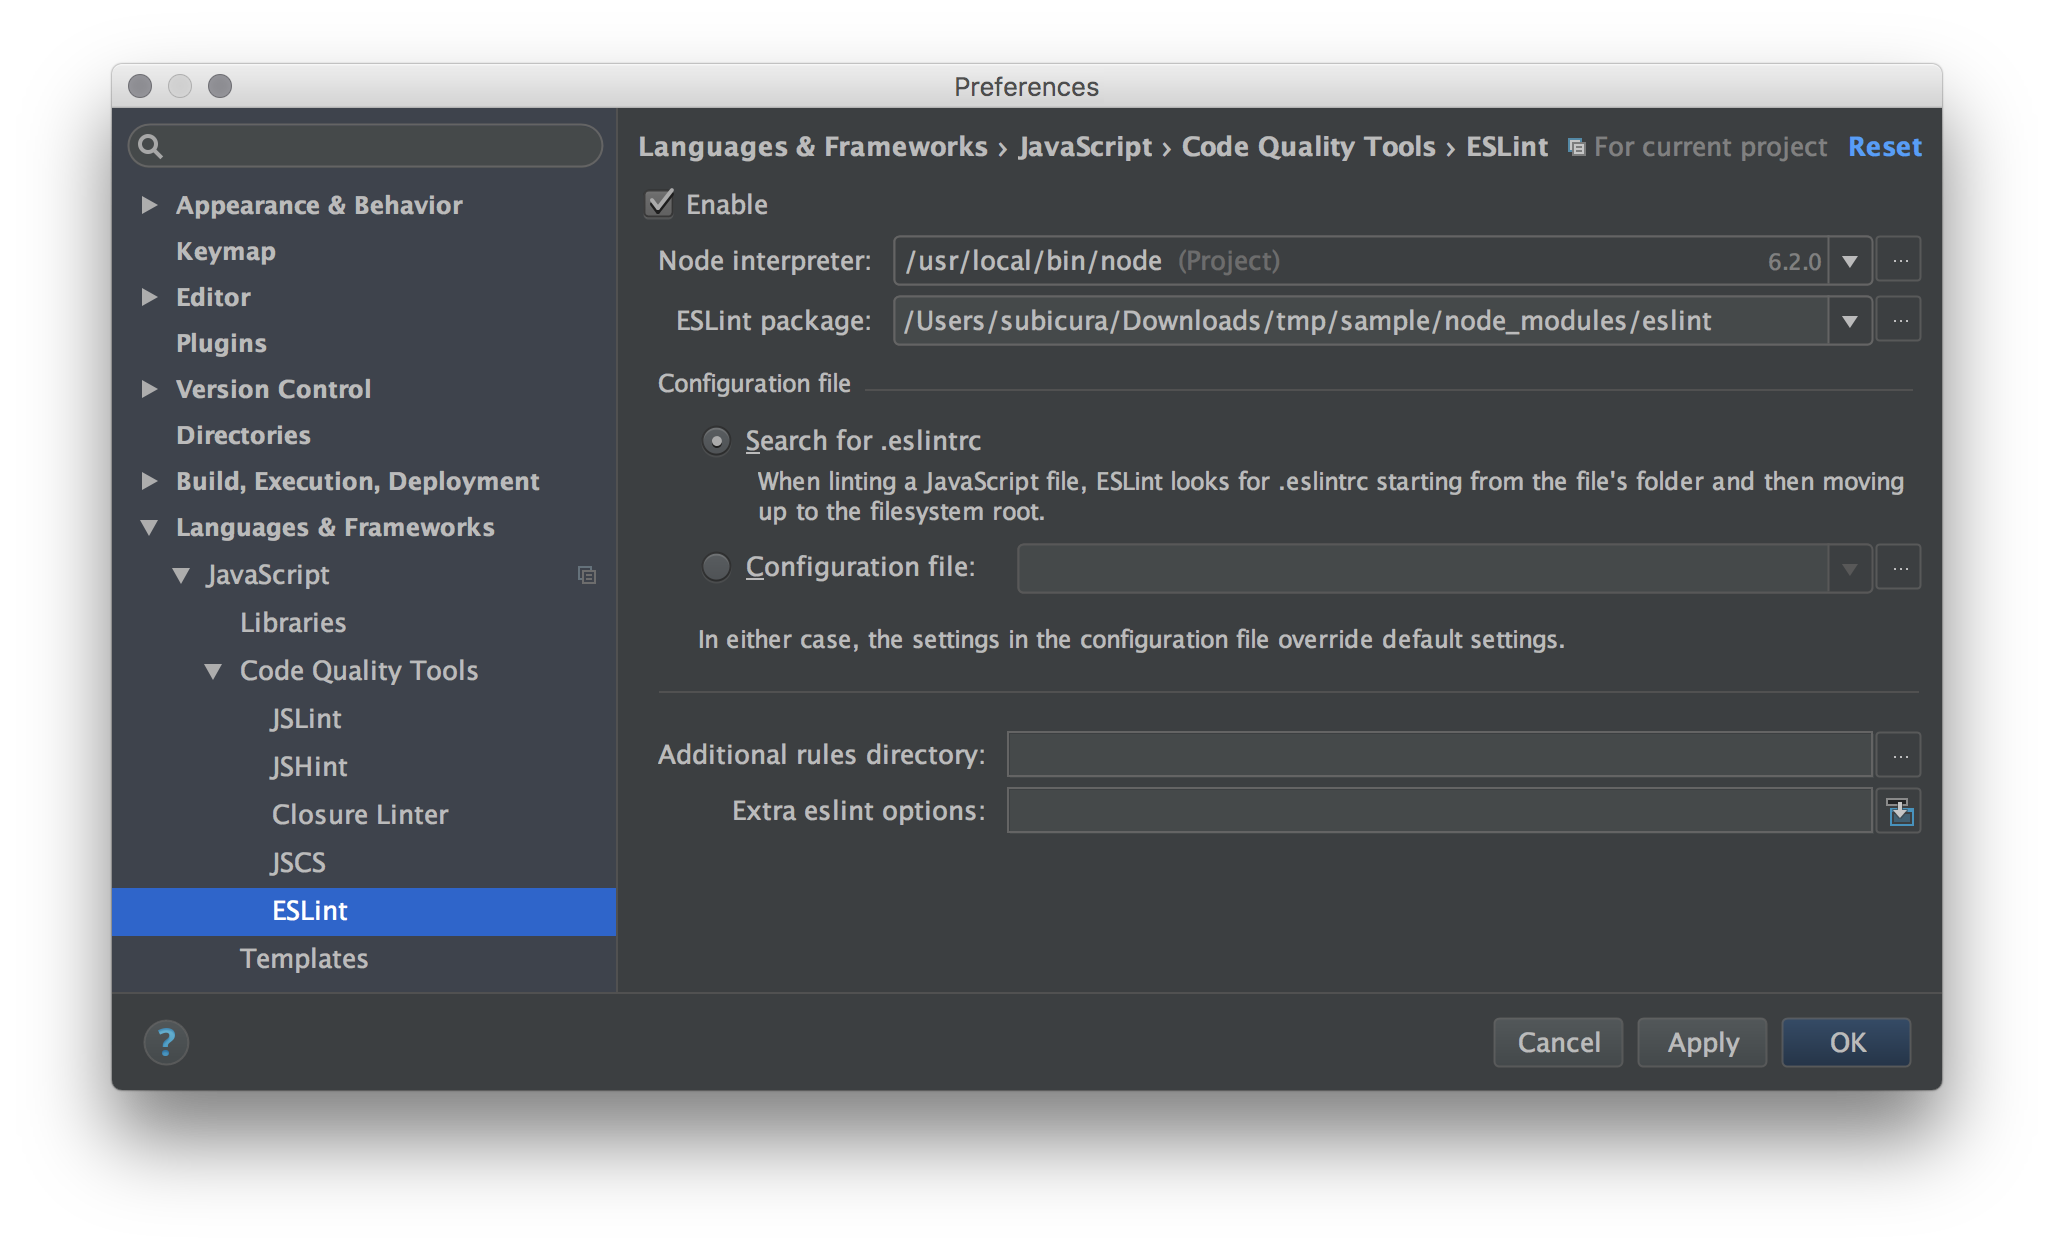 Preferences
Appearance & Behavior
Keymap
Editor
Plugins
Version Control
Directories
Build, Execution, Deployment
Languages & Frameworks
JavaScript
Libraries
Code Quality Tools
JSLint
JSHint
Closure Linter
JSCS
ESLint
Templates
Languages & Frameworks › JavaScript › Code Quality Tools › ESLint For current project Reset
Enable
Node interpreter: /usr/local/bin/node (Project) 6.2.0 ...
ESLint package: /Users/subicura/Downloads/tmp/sample/node_modules/eslint ...
Configuration file
Search for .eslintrc
When linting a JavaScript file, ESLint looks for .eslintrc starting from the file's folder and then moving
up to the filesystem root.
Configuration file: ...
In either case, the settings in the configuration file override default settings.
Additional rules directory: ...
Extra eslint options:
? Cancel Apply OK